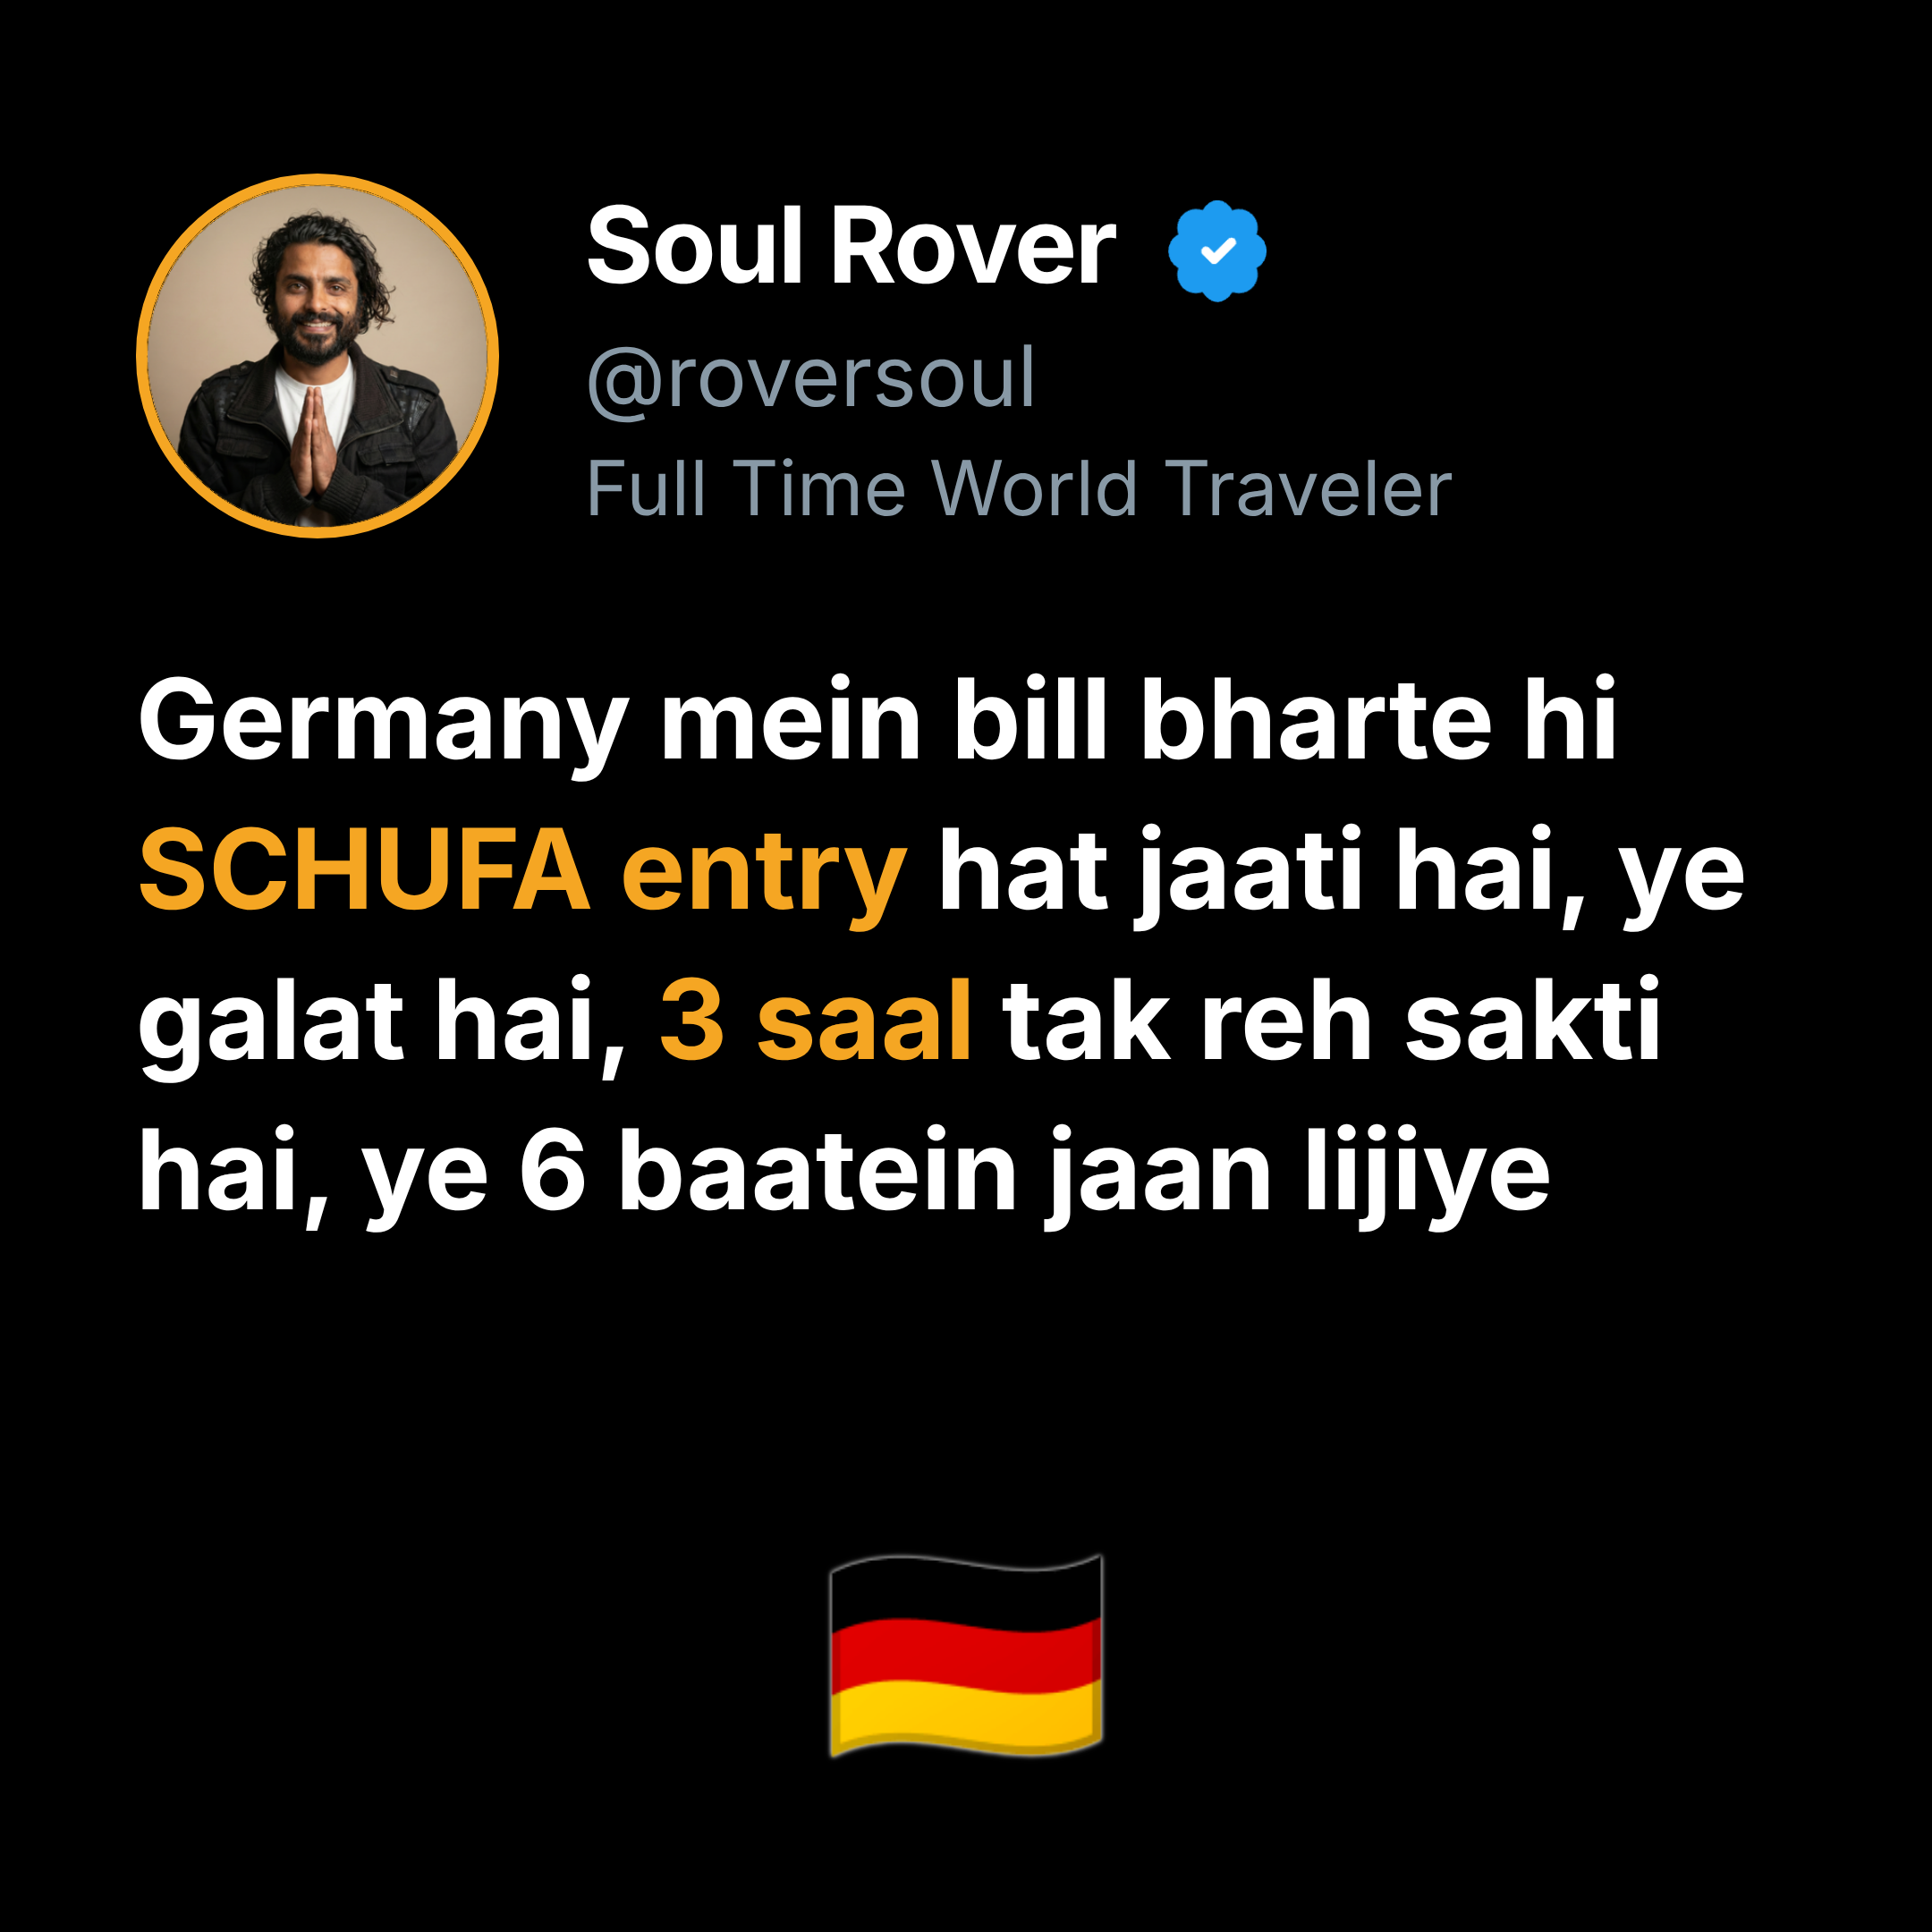 Soul Rover
@roversoul
Full Time World Traveler
Germany mein bill bharte hi
SCHUFA entry hat jaati hai, ye
galat hai, 3 saal tak reh sakti
hai, ye 6 baatein jaan lijiye